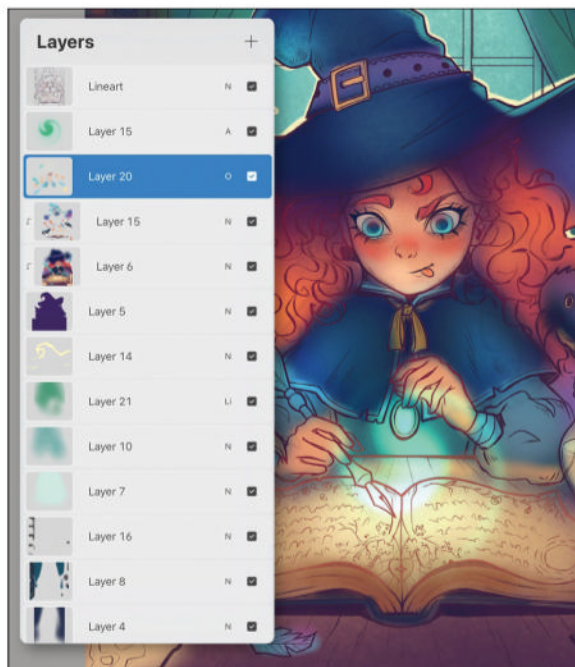 Layers +
Lineart N
Layer 15 A
Layer 20 O
Layer 15 N
Layer 6 N
Layer 5 N
Layer 14 N
Layer 21 Li
Layer 10 N
Layer 7 N
Layer 16 N
Layer 8 N
Layer 4 N